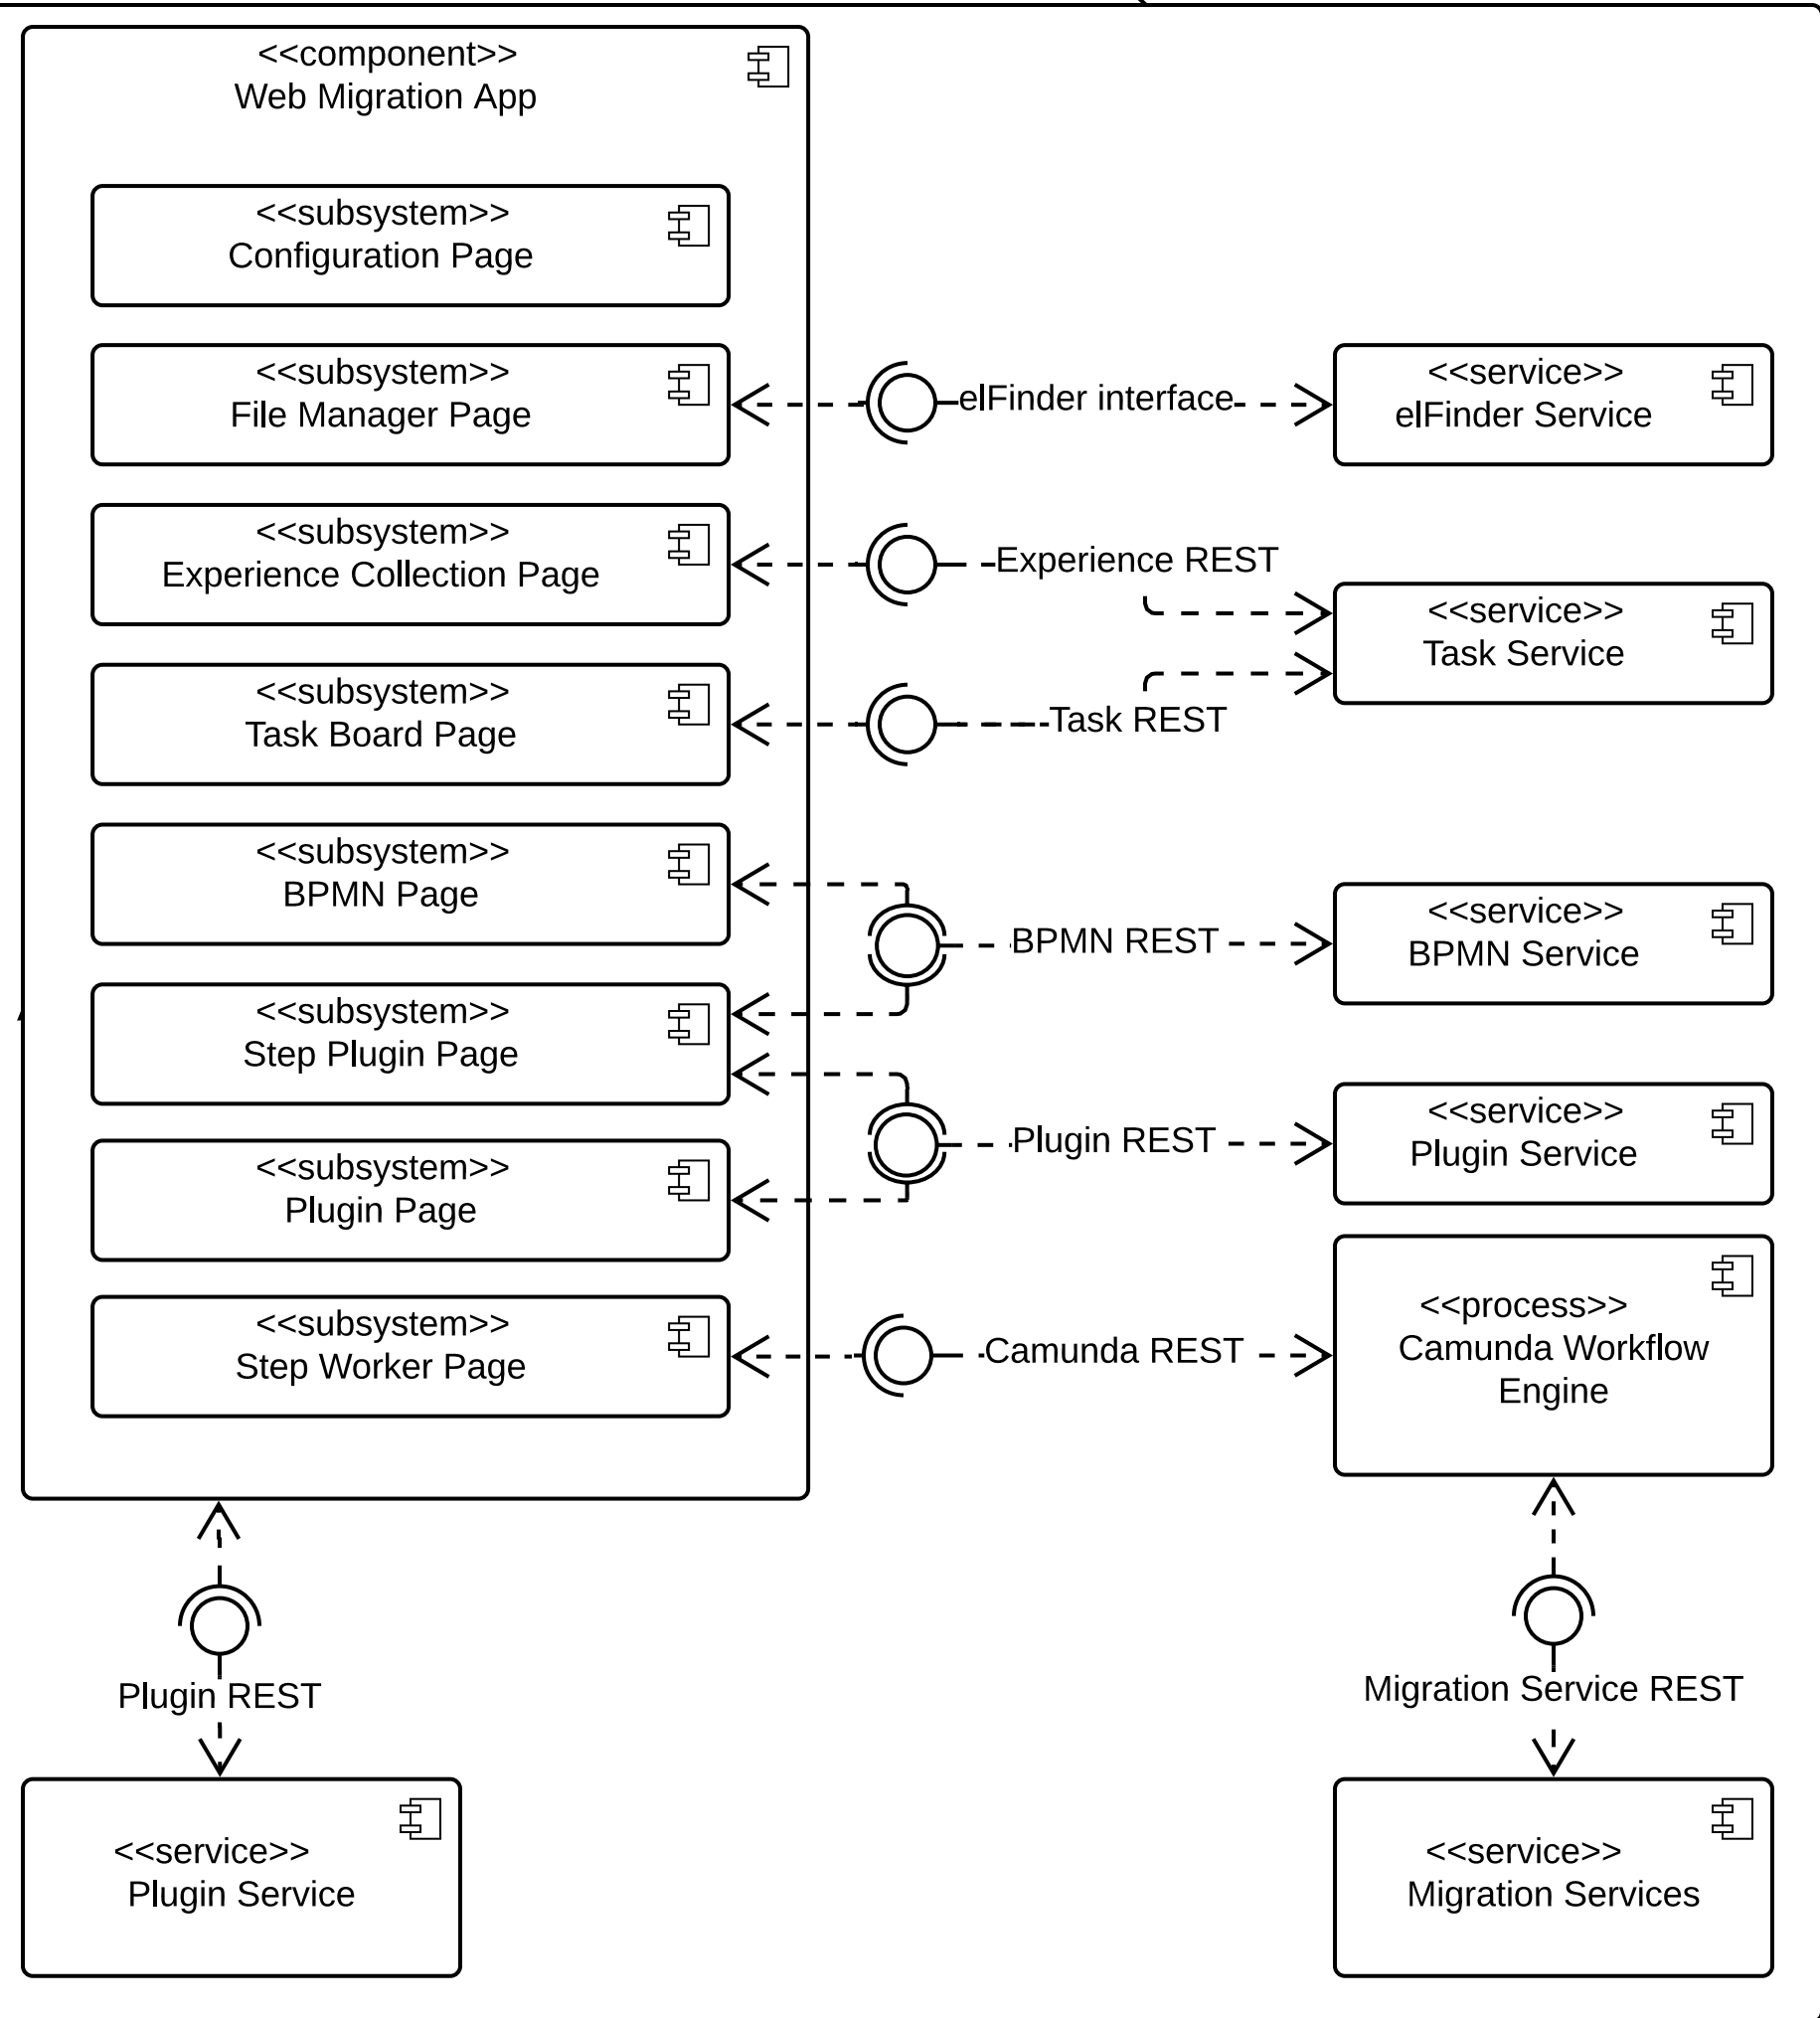 <<component>>
Web Migration App
<<subsystem>>
Configuration Page
<<subsystem>>
File Manager Page
elFinder interface
<<service>>
elFinder Service
<<subsystem>>
Experience Collection Page
Experience REST
<<service>>
Task Service
<<subsystem>>
Task Board Page
Task REST
<<subsystem>>
BPMN Page
BPMN REST
<<service>>
BPMN Service
<<subsystem>>
Step Plugin Page
Plugin REST
<<service>>
Plugin Service
<<subsystem>>
Plugin Page
<<subsystem>>
Step Worker Page
Camunda REST
<<process>>
Camunda Workflow
Engine
Plugin REST
Migration Service REST
<<service>>
Plugin Service
<<service>>
Migration Services